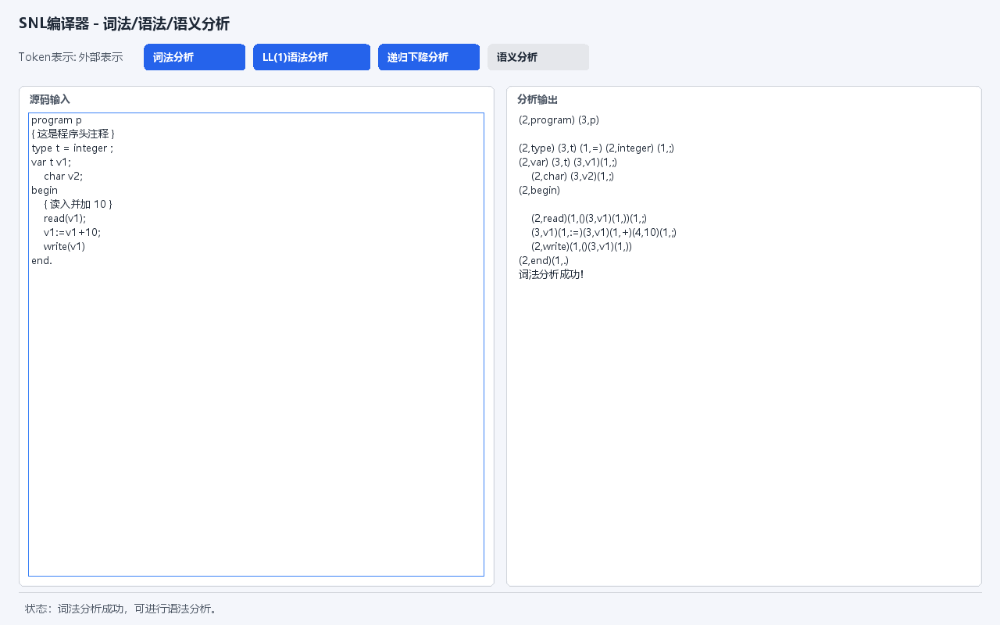 SNL编译器 - 词法/语法/语义分析
Token表示: 外部表示 词法分析 LL(1)语法分析 递归下降分析 语义分析
源码输入
program p
{ 这是程序头注释 }
type t = integer ;
var t v1;
char v2;
begin
{ 读入并加 10 }
read(v1);
v1:=v1+10;
write(v1)
end.
分析输出
(2,program) (3,p)
(2,type) (3,t) (1,=) (2,integer) (1,;)
(2,var) (3,t) (3,v1)(1,;)
(2,char) (3,v2)(1,;)
(2,begin)
(2,read)(1,()(3,v1)(1,))(1,;)
(3,v1)(1,:=)(3,v1)(1,+)(4,10)(1,;)
(2,write)(1,()(3,v1)(1,))
(2,end)(1,.)
词法分析成功!
状态：词法分析成功，可进行语法分析。